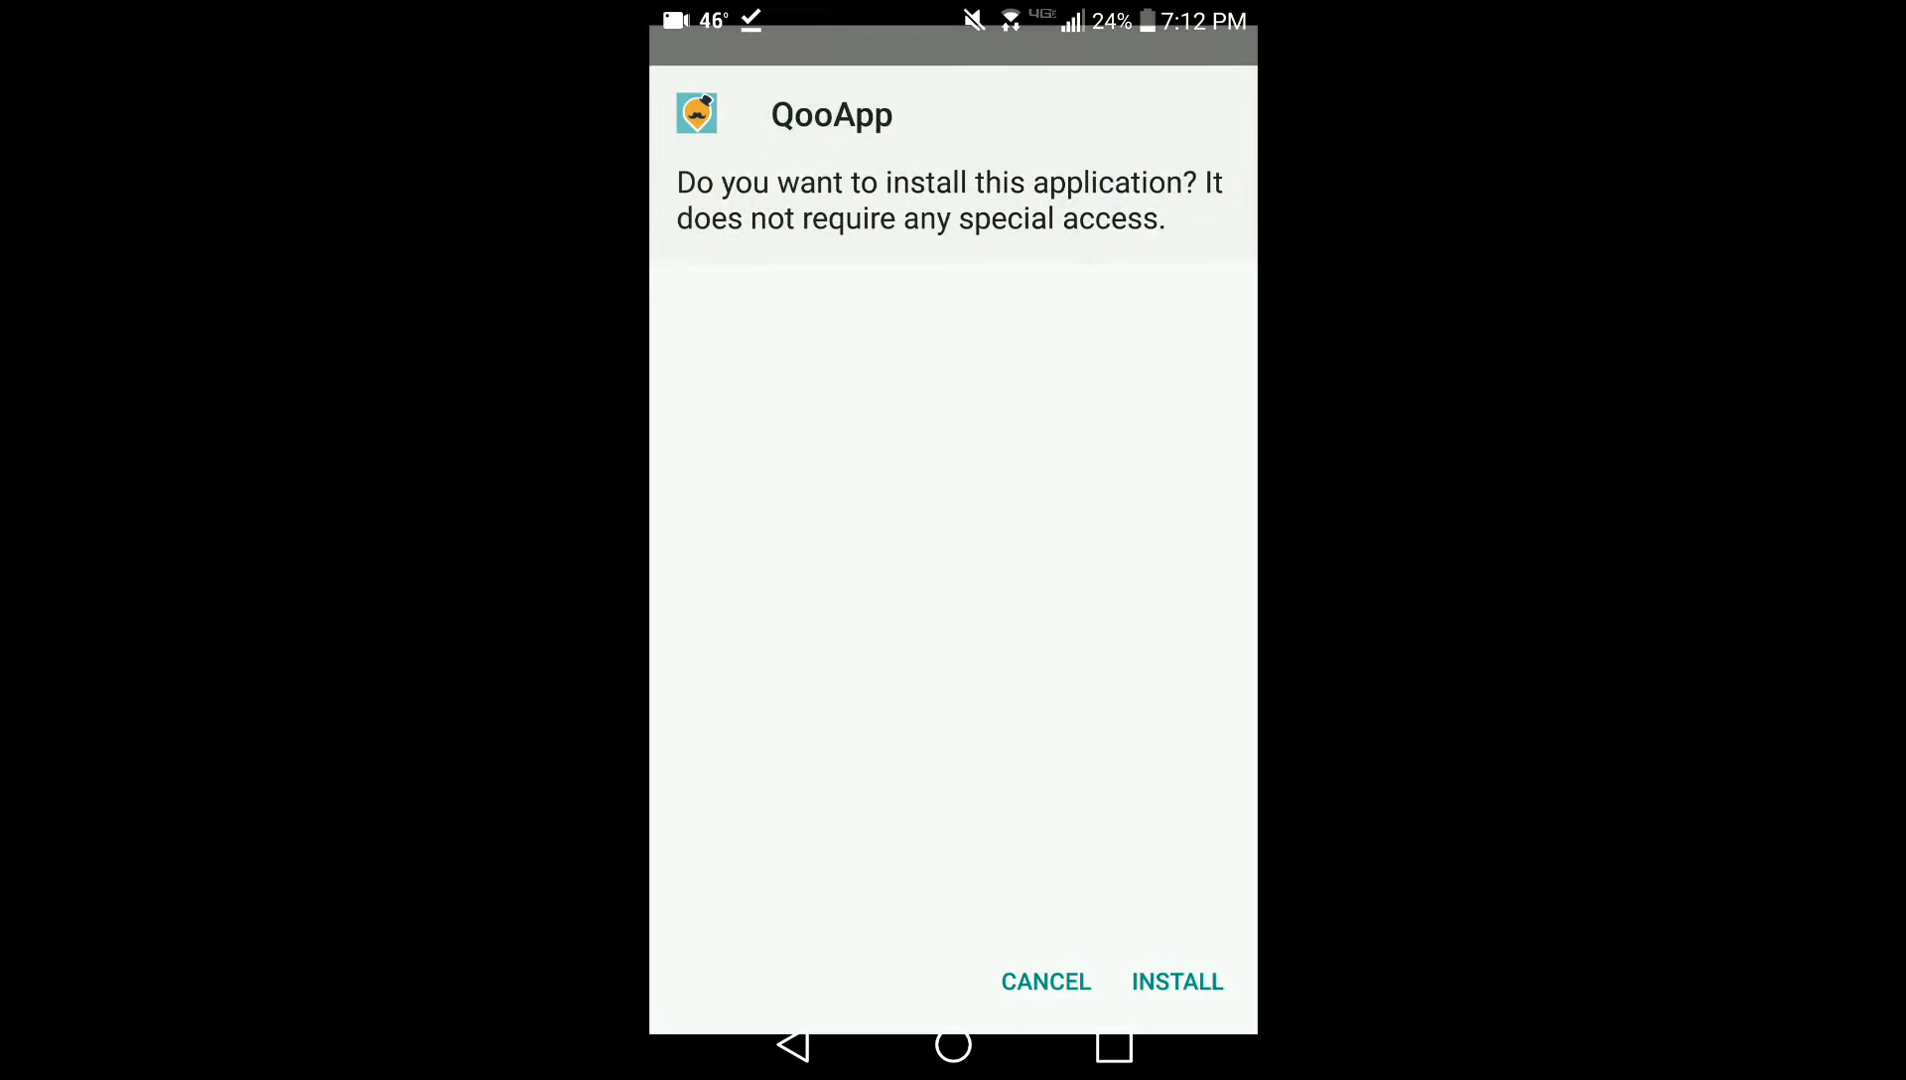 46° 4G 24% 7:12 PM
QooApp
Do you want to install this application? It
does not require any special access.
CANCEL INSTALL